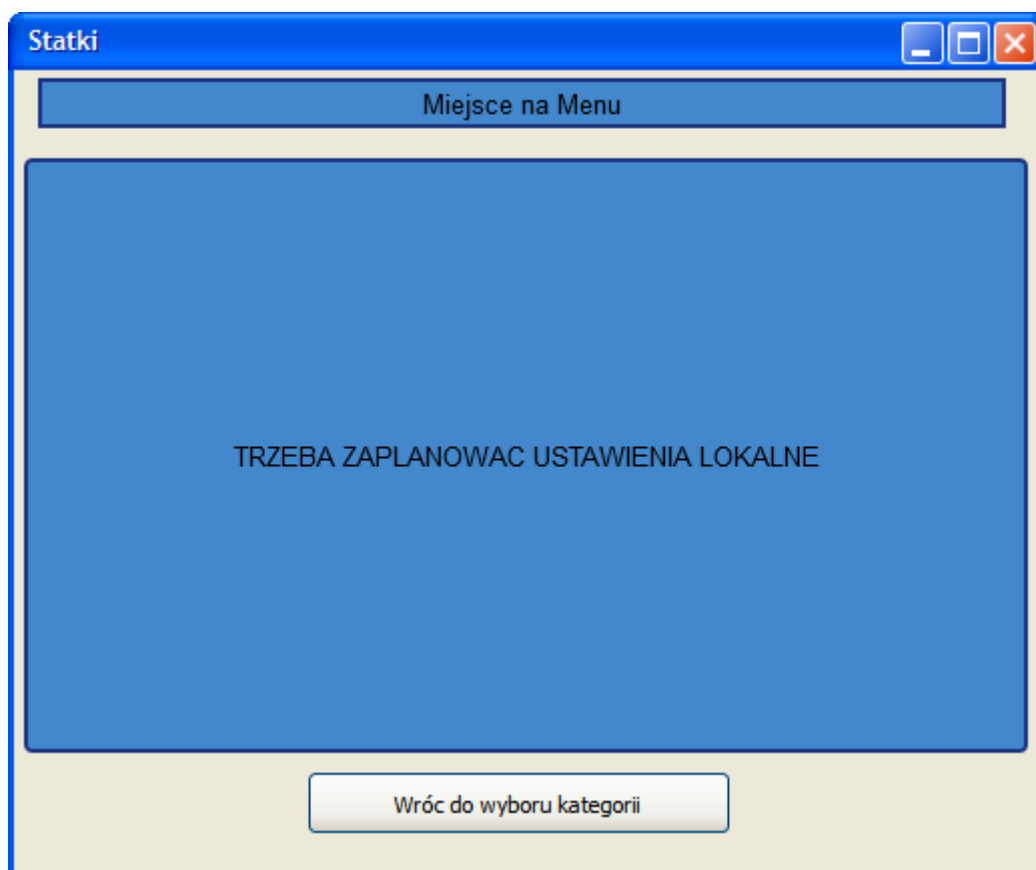 Statki
Miejsce na Menu
TRZEBA ZAPLANOWAC USTAWIENIA LOKALNE
Wróc do wyboru kategorii